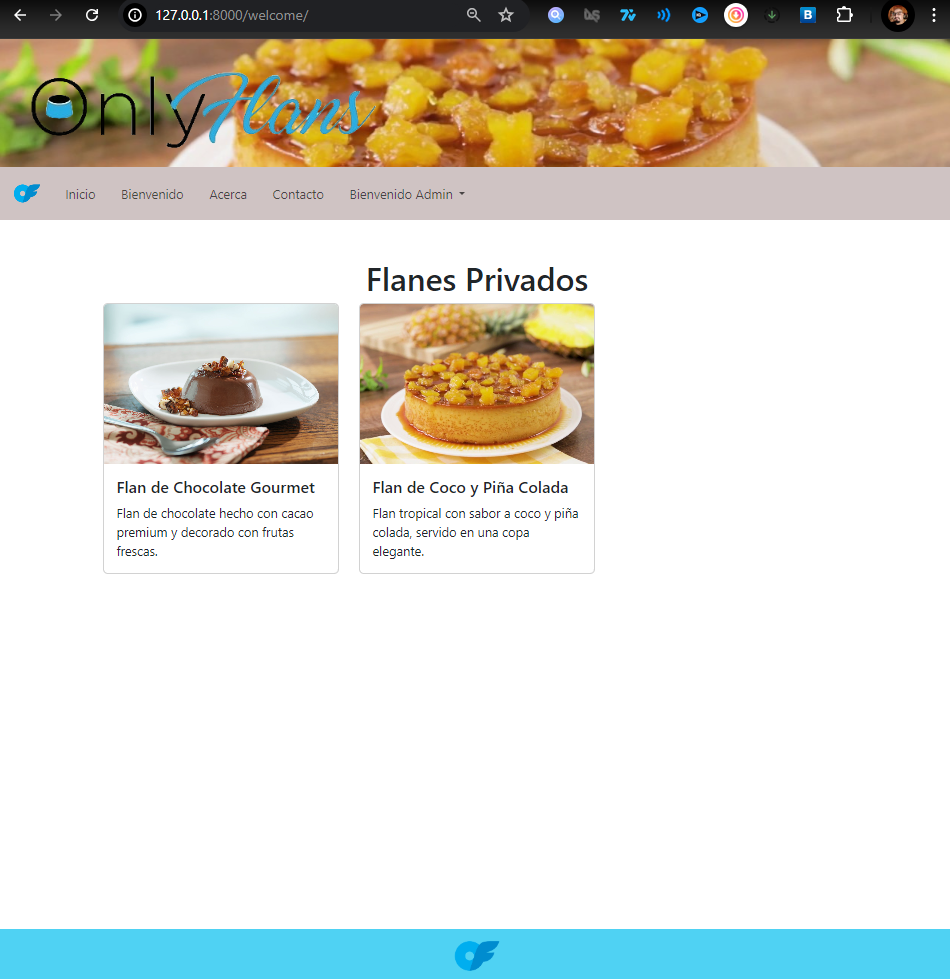 127.0.0.1:8000/welcome/
OnlyFlans
Inicio Bienvenido Acerca Contacto Bienvenido Admin
Flanes Privados
Flan de Chocolate Gourmet
Flan de chocolate hecho con cacao
premium y decorado con frutas
frescas.
Flan de Coco y Piña Colada
Flan tropical con sabor a coco y piña
colada, servido en una copa
elegante.